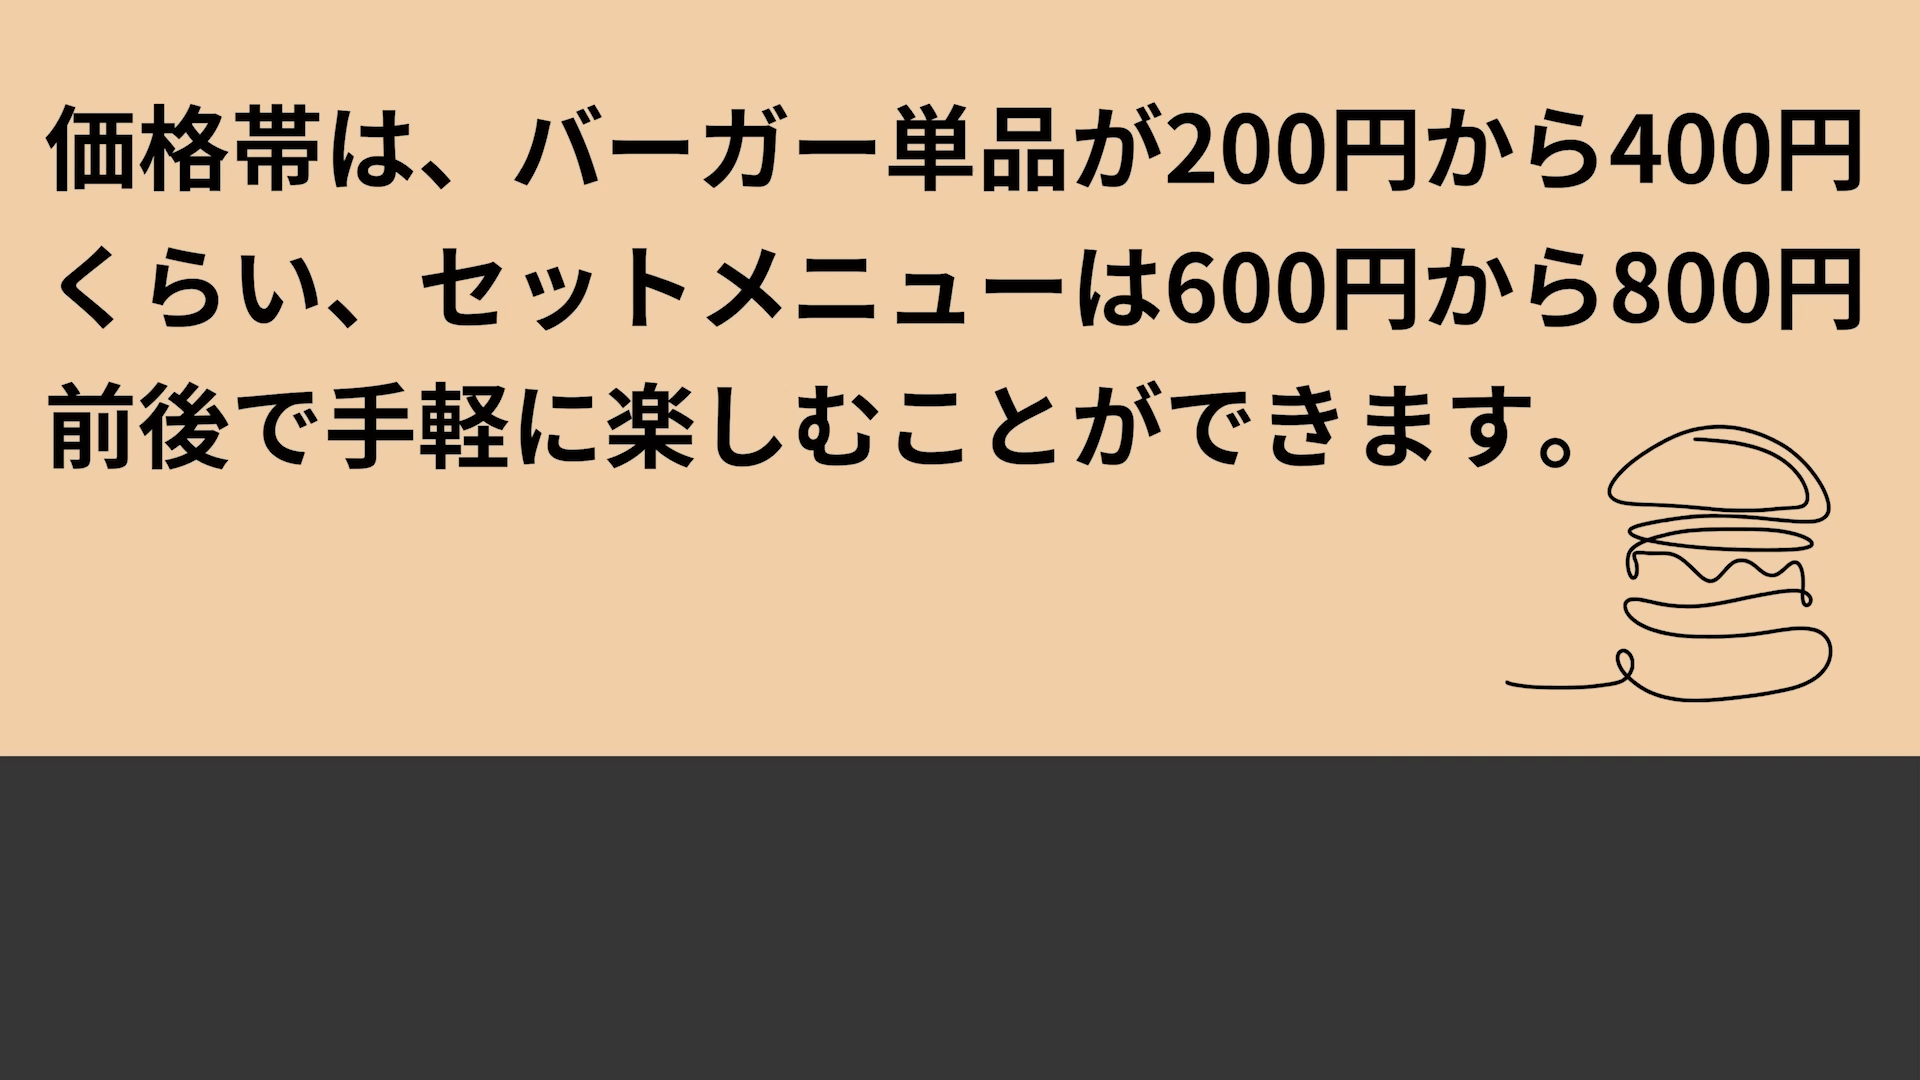 価格帯は、バーガー単品が200円から400円
くらい、セットメニューは600円から800円
前後で手軽に楽しむことができます。